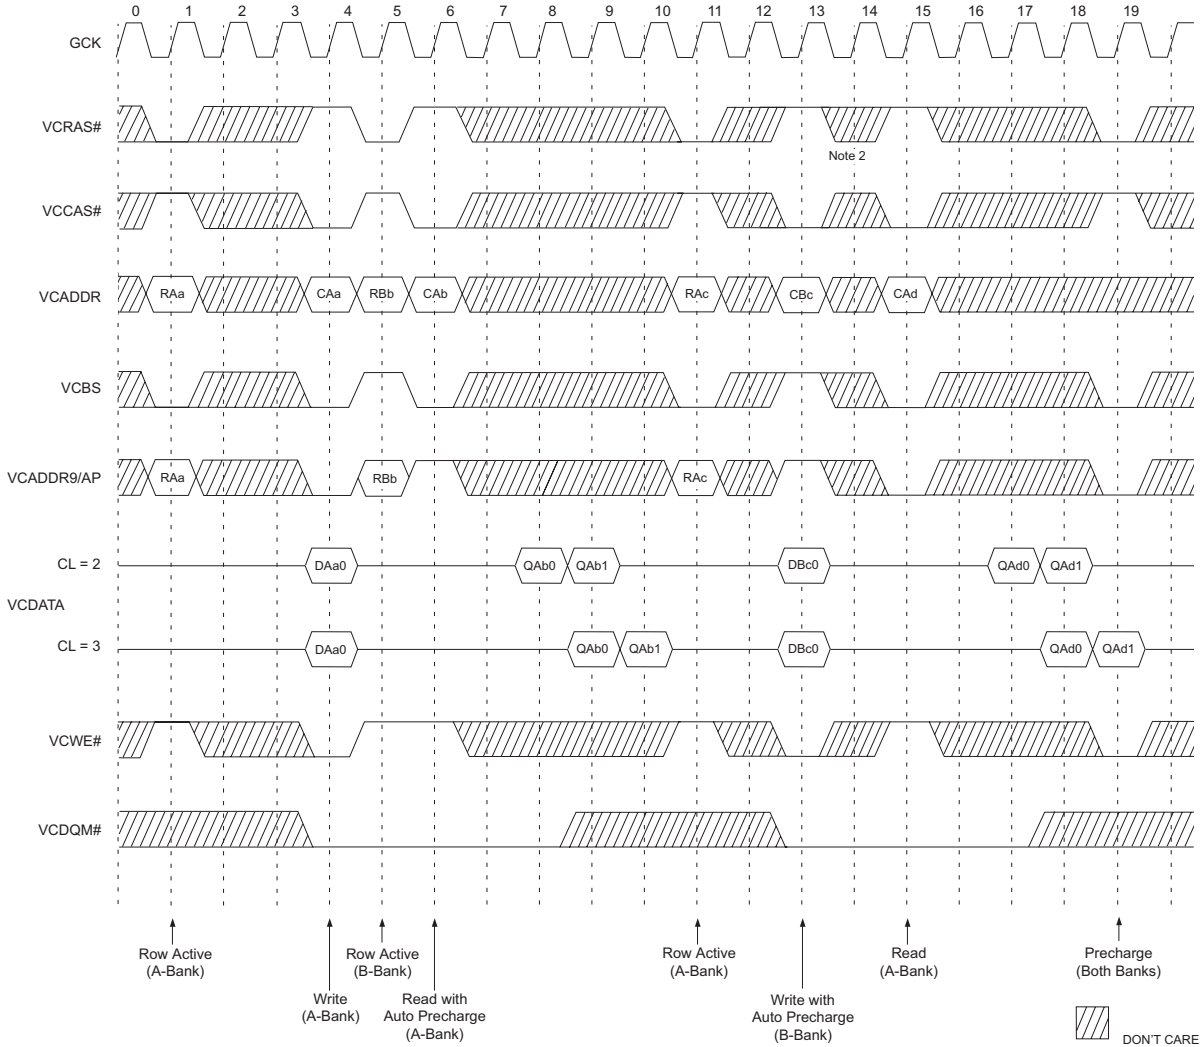 0 1 2 3 4 5 6 7 8 9 10 11 12 13 14 15 16 17 18 19
GCK
VCRAS#
Note 2
VCCAS#
VCADDR RAa CAa RBb CAb RAc CBc CAd
VCBS
VCADDR9/AP RAa RBb RAc
CL = 2 DAa0 QAb0 QAb1 DBc0 QAd0 QAd1
VCDATA
CL = 3 DAa0 QAb0 QAb1 DBc0 QAd0 QAd1
VCWE#
VCDQM#
Row Active
(A-Bank)
Write
(A-Bank)
Row Active
(B-Bank)
Read with
Auto Precharge
(A-Bank)
Row Active
(A-Bank)
Write with
Auto Precharge
(B-Bank)
Read
(A-Bank)
Precharge
(Both Banks)
DON'T CARE